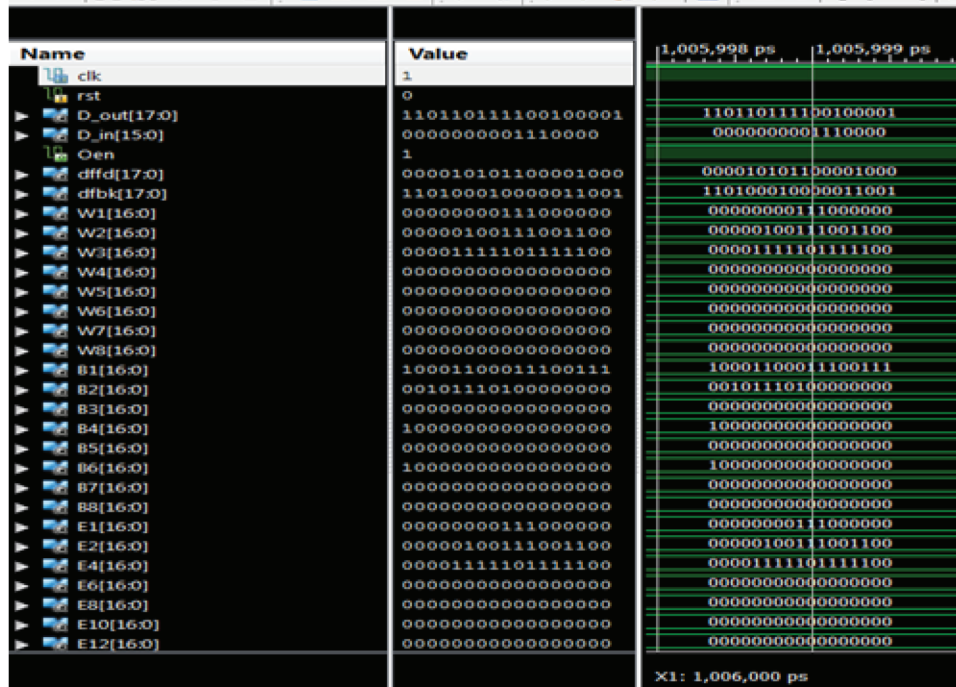 Name Value 1,005,998 ps 1,005,999 ps
clk 1
rst 0
D_out[17:0] 110110111100100001 110110111100100001
D_in[15:0] 0000000001110000 0000000001110000
Oen 1
dffd[17:0] 000010101100001000 000010101100001000
dfbk[17:0] 110100010000011001 110100010000011001
W1[16:0] 00000000111000000 00000000111000000
W2[16:0] 00000100111001100 00000100111001100
W3[16:0] 00001111101111100 00001111101111100
W4[16:0] 00000000000000000 00000000000000000
W5[16:0] 00000000000000000 00000000000000000
W6[16:0] 00000000000000000 00000000000000000
W7[16:0] 00000000000000000 00000000000000000
W8[16:0] 00000000000000000 00000000000000000
B1[16:0] 10001100011100111 10001100011100111
B2[16:0] 00101110100000000 00101110100000000
B3[16:0] 00000000000000000 00000000000000000
B4[16:0] 10000000000000000 10000000000000000
B5[16:0] 00000000000000000 00000000000000000
B6[16:0] 10000000000000000 10000000000000000
B7[16:0] 00000000000000000 00000000000000000
B8[16:0] 00000000000000000 00000000000000000
E1[16:0] 00000000111000000 00000000111000000
E2[16:0] 00000100111001100 00000100111001100
E4[16:0] 00001111101111100 00001111101111100
E6[16:0] 00000000000000000 00000000000000000
E8[16:0] 00000000000000000 00000000000000000
E10[16:0] 00000000000000000 00000000000000000
E12[16:0] 00000000000000000 00000000000000000
X1: 1,006,000 ps